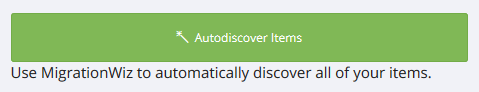 Autodiscover Items
Use MigrationWiz to automatically discover all of your items.